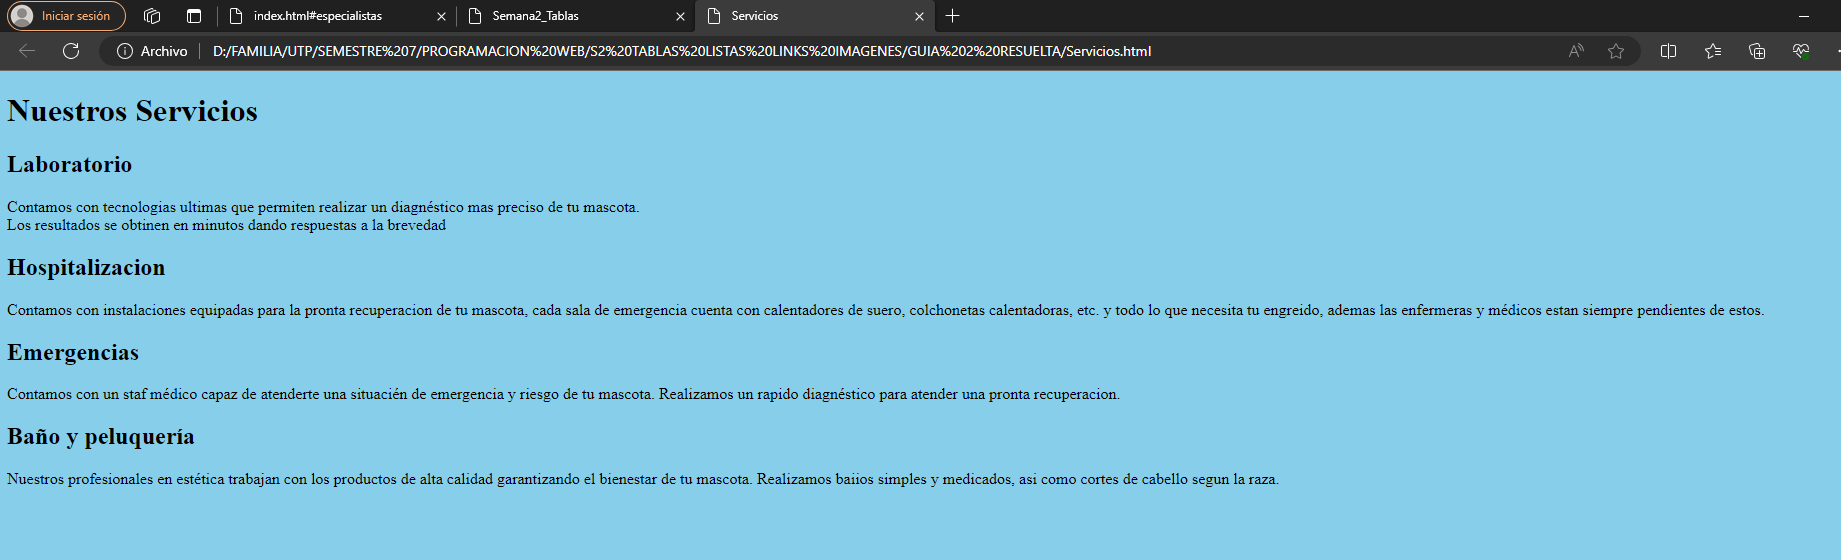 Iniciar sesión
index.html#especialistas
Semana2_Tablas
Servicios
Archivo
D:/FAMILIA/UTP/SEMESTRE%207/PROGRAMACION%20WEB/S2%20TABLAS%20LISTAS%20LINKS%20IMAGENES/GUIA%202%20RESUELTA/Servicios.html
Nuestros Servicios
Laboratorio
Contamos con tecnologias ultimas que permiten realizar un diagnéstico mas preciso de tu mascota.
Los resultados se obtinen en minutos dando respuestas a la brevedad
Hospitalizacion
Contamos con instalaciones equipadas para la pronta recuperacion de tu mascota, cada sala de emergencia cuenta con calentadores de suero, colchonetas calentadoras, etc. y todo lo que necesita tu engreido, ademas las enfermeras y médicos estan siempre pendientes de estos.
Emergencias
Contamos con un staf médico capaz de atenderte una situacién de emergencia y riesgo de tu mascota. Realizamos un rapido diagnéstico para atender una pronta recuperacion.
Baño y peluquería
Nuestros profesionales en estética trabajan con los productos de alta calidad garantizando el bienestar de tu mascota. Realizamos baiios simples y medicados, asi como cortes de cabello segun la raza.